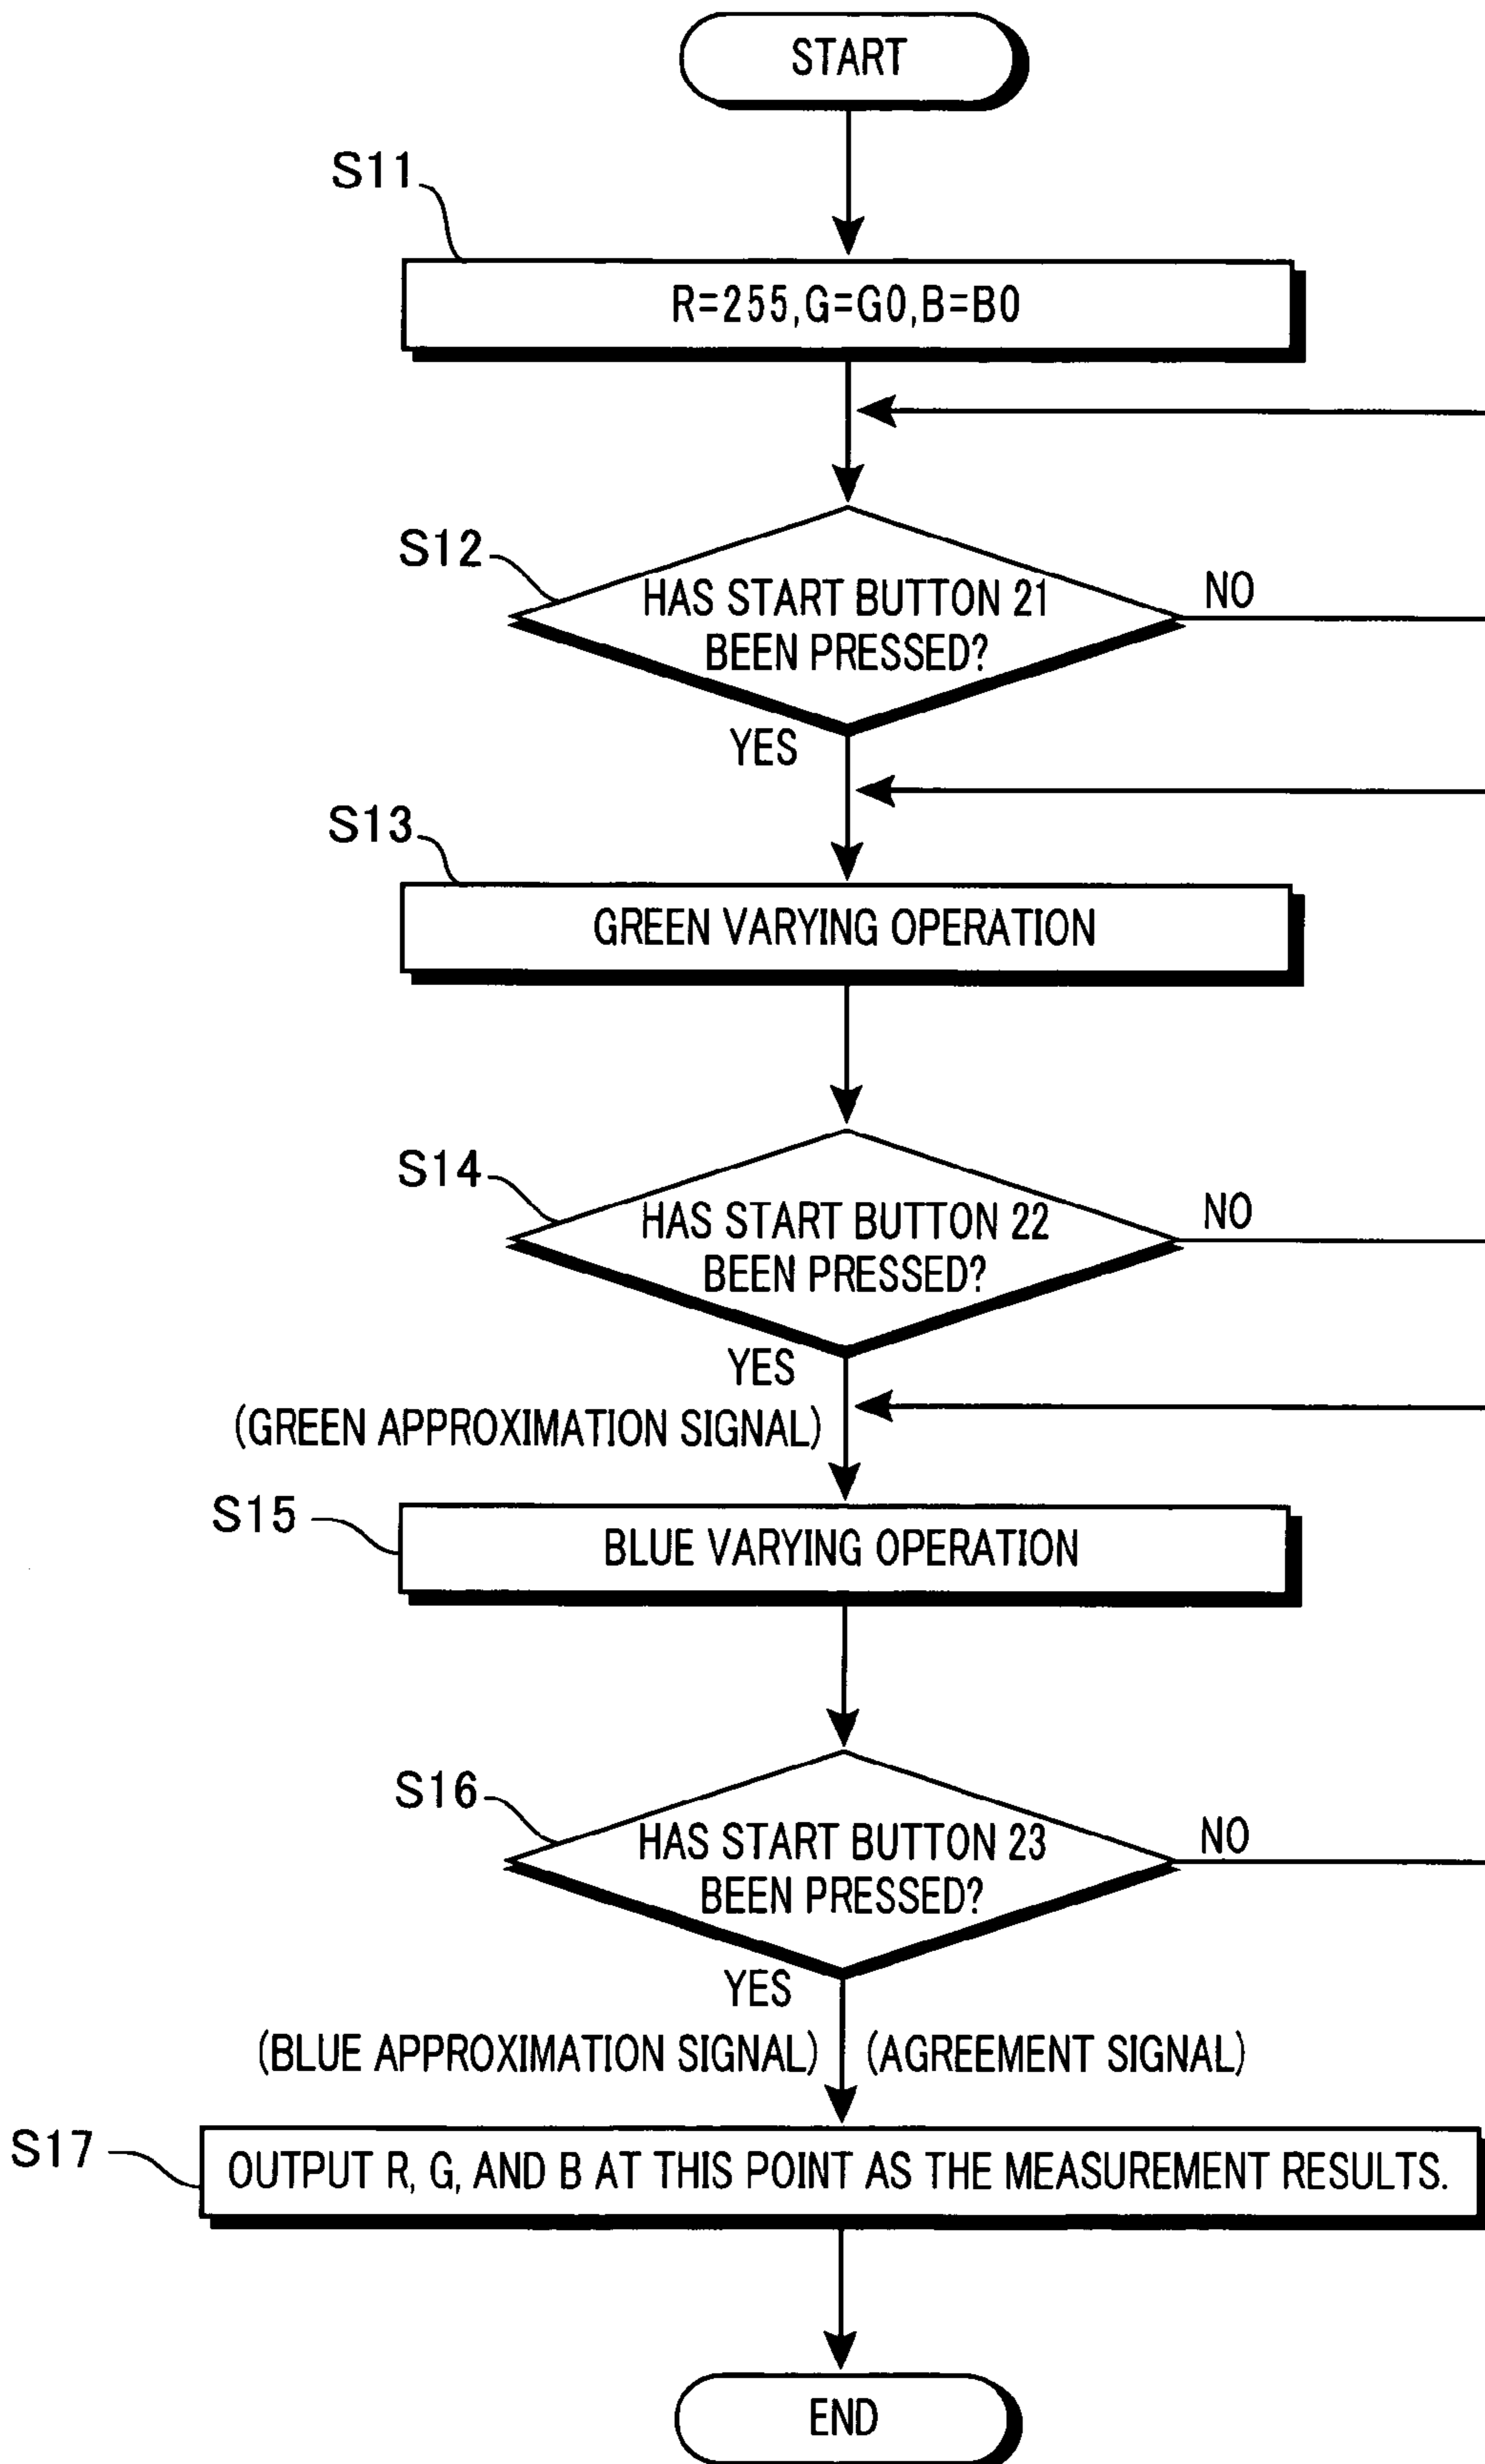 START
S11
R=255,G=G0,B=B0
S12
HAS START BUTTON 21
BEEN PRESSED?
NO
YES
S13
GREEN VARYING OPERATION
S14
HAS START BUTTON 22
BEEN PRESSED?
NO
YES
(GREEN APPROXIMATION SIGNAL)
S15
BLUE VARYING OPERATION
S16
HAS START BUTTON 23
BEEN PRESSED?
NO
YES
(BLUE APPROXIMATION SIGNAL) (AGREEMENT SIGNAL)
S17
OUTPUT R, G, AND B AT THIS POINT AS THE MEASUREMENT RESULTS.
END